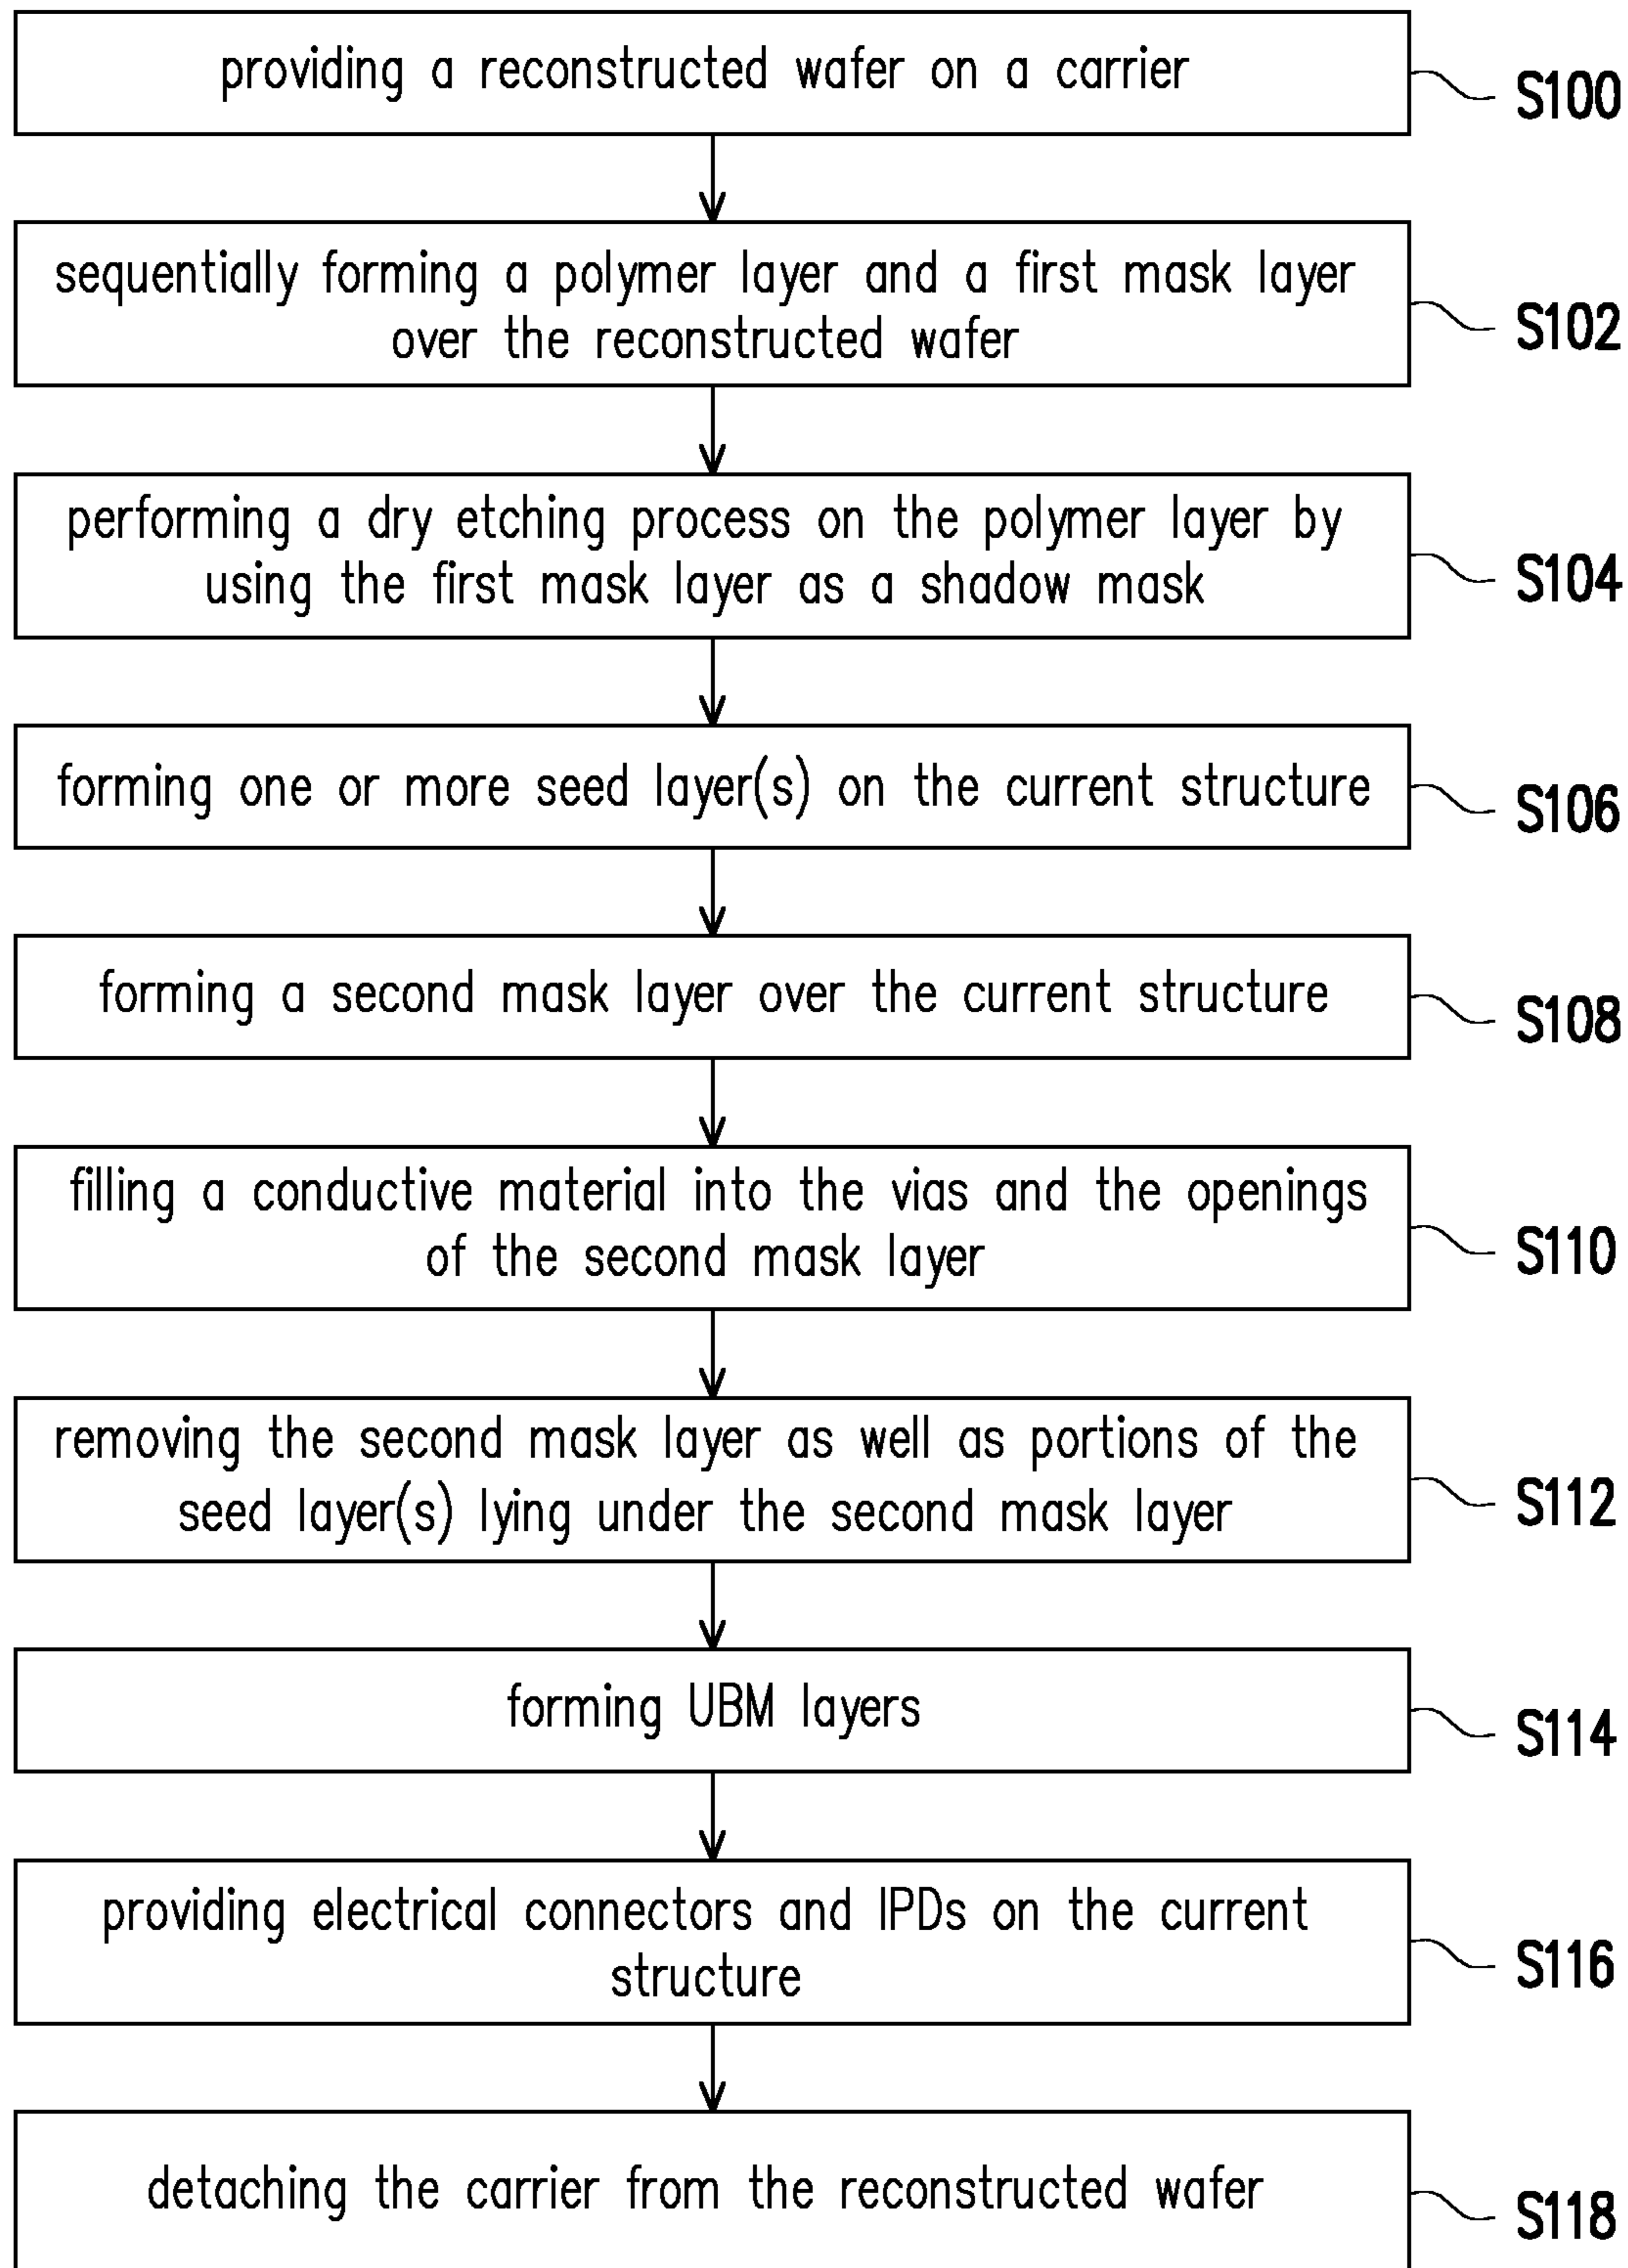 providing a reconstructed wafer on a carrier
S100
sequentially forming a polymer layer and a first mask layer
over the reconstructed wafer
S102
performing a dry etching process on the polymer layer by
using the first mask layer as a shadow mask
S104
forming one or more seed layer(s) on the current structure
S106
forming a second mask layer over the current structure
S108
filling a conductive material into the vias and the openings
of the second mask layer
S110
removing the second mask layer as well as portions of the
seed layer(s) lying under the second mask layer
S112
forming UBM layers
S114
providing electrical connectors and IPDs on the current
structure
S116
detaching the carrier from the reconstructed wafer
S118